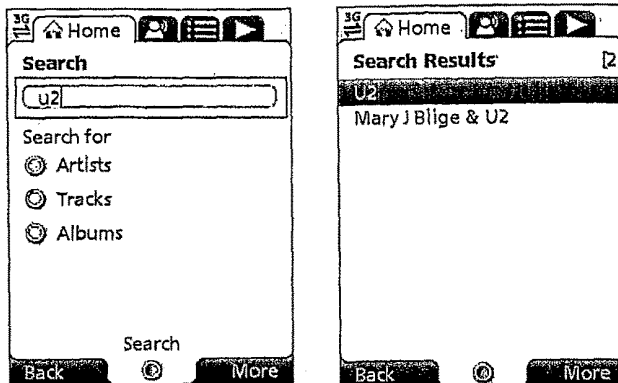 3G Home
Search
u2
Search for
Artists
Tracks
Albums
Search
Back More
3G Home
Search Results [2
U2
Mary J Blige & U2
Back More